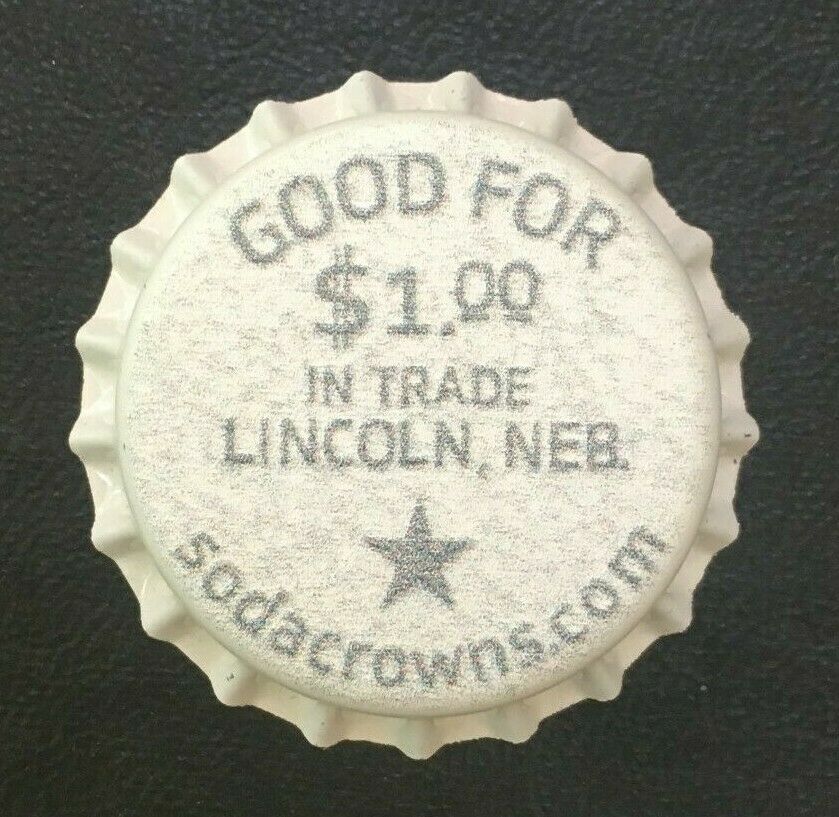 GOOD FOR
$1.00
IN TRADE
LINCOLN, NEB.
sodacrowns.com